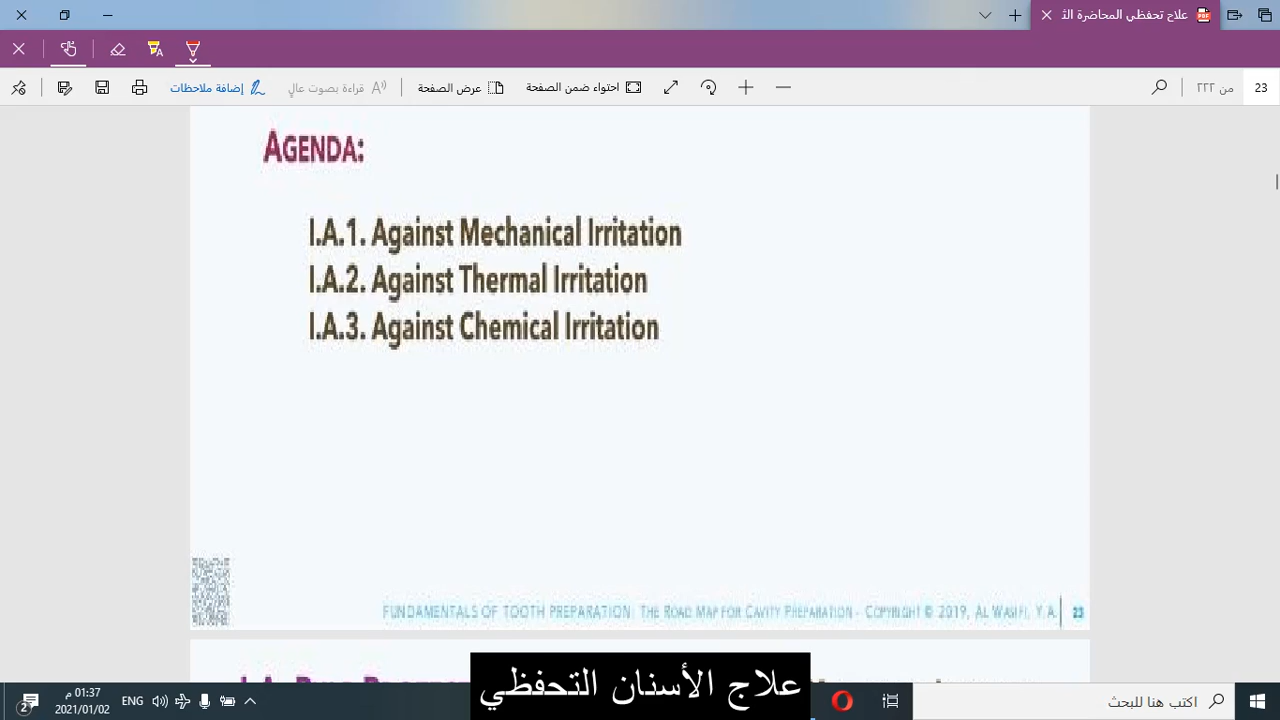 علاج تحفظي المحاضرة الث
23
من ٢٢٢
احتواء ضمن الصفحة
عرض الصفحة
قراءة بصوت عالٍ
إضافة ملاحظات
AGENDA:
I.A.1. Against Mechanical Irritation
I.A.2. Against Thermal Irritation
I.A.3. Against Chemical Irritation
FUNDAMENTALS OF TOOTH PREPARATION: THE ROAD MAP FOR CAVITY PREPARATION - COPYRIGHT © 2019, AL WASIFI, Y. A. 23
علاج الأسنان التحفظي
اكتب هنا للبحث
ENG
01:37 م
2021/01/02
2